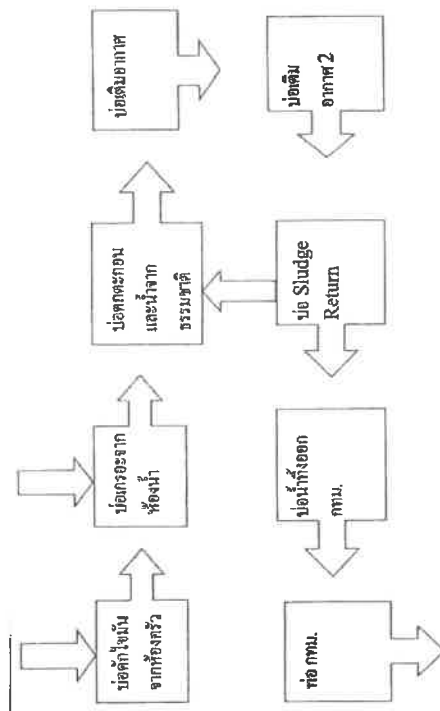 บ่อดักไขมัน
จากห้องครัว
บ่อเกรอะจาก
ห้องน้ำ
บ่อตกตะกอน
และน้ำจาก
ธรรมชาติ
บ่อเติมอากาศ
บ่อเติม
อากาศ 2
บ่อ Sludge
Return
บ่อน้ำทิ้งออก
กทม.
ท่อ กทม.